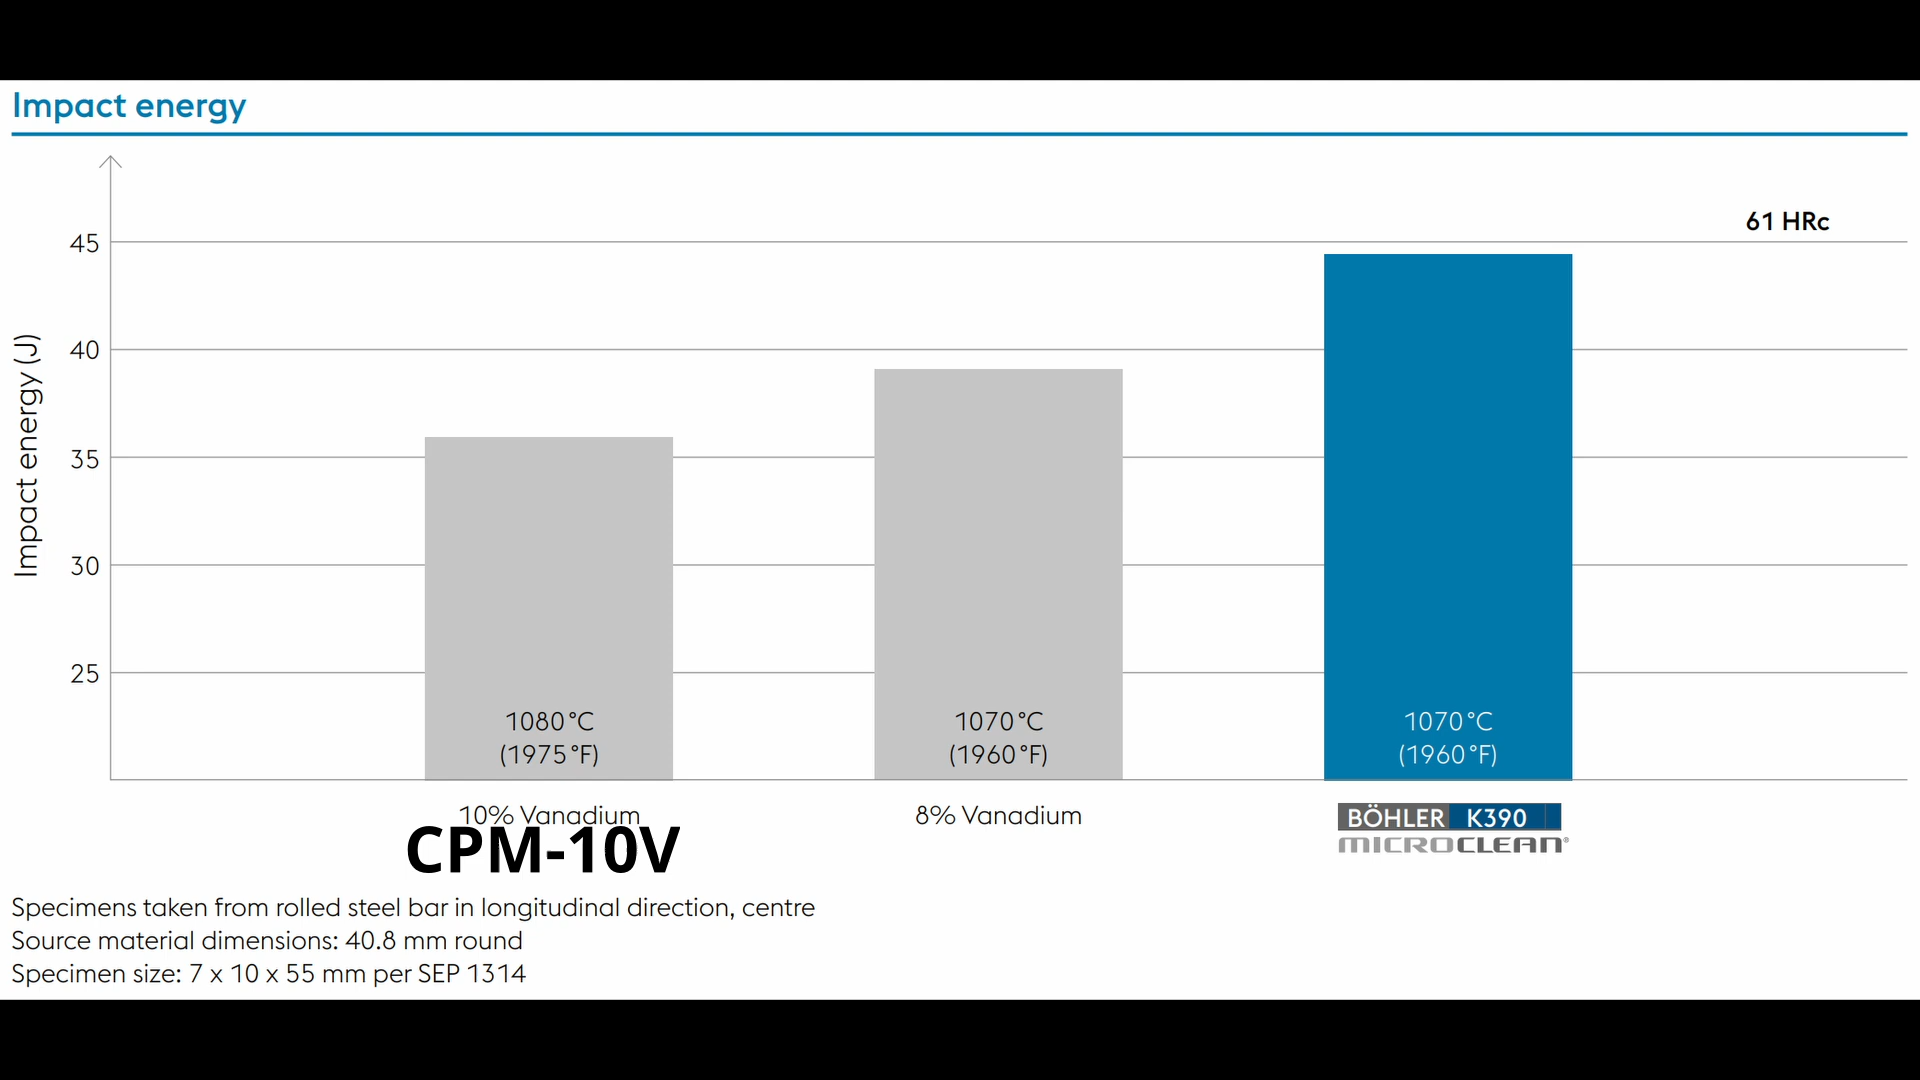 Impact energy
61 HRc
45
40
35
30
25
Impact energy (J)
1080 °C
(1975 °F)
1070 °C
(1960 °F)
1070 °C
(1960 °F)
10% Vanadium
8% Vanadium
BÖHLER K390
MICROCLEAN®
CPM-10V
Specimens taken from rolled steel bar in longitudinal direction, centre
Source material dimensions: 40.8 mm round
Specimen size: 7 x 10 x 55 mm per SEP 1314